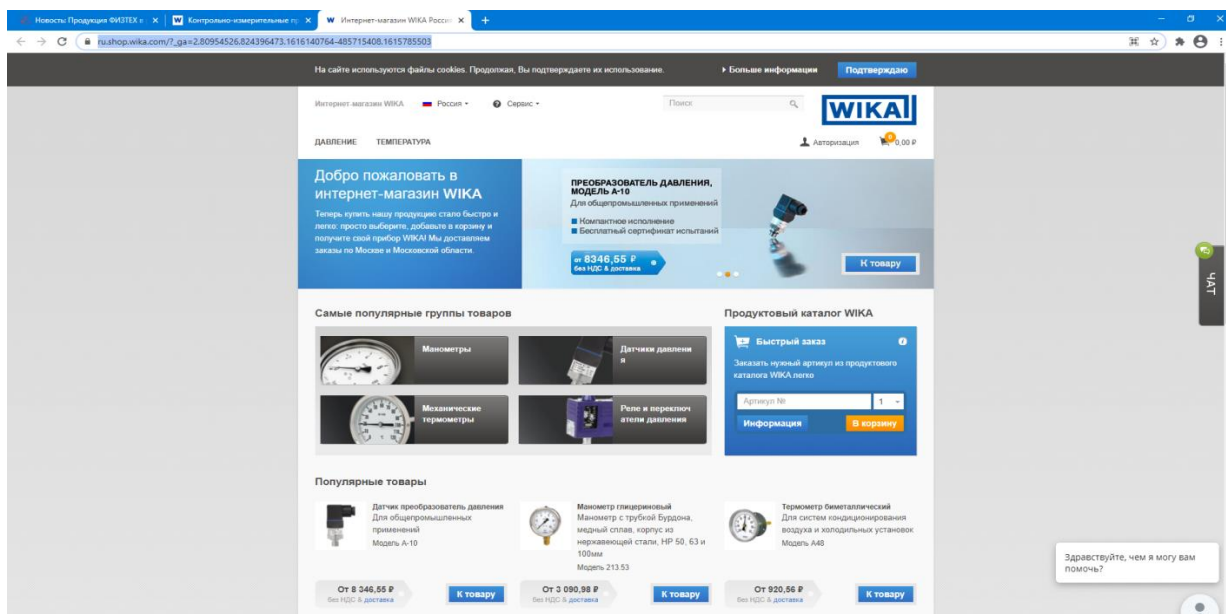 Новости: Продукция ФИЗТЕХ в
Контрольно-измерительные пр
Интернет-магазин WIKA Россия
ru.shop.wika.com/?_ga=2.80954526.824396473.1616140764-485715408.1615785503
На сайте используются файлы cookies. Продолжая, Вы подтверждаете их использование.
Больше информации
Подтверждаю
Интернет-магазин WIKA
Россия
Сервис
Поиск
WIKA
ДАВЛЕНИЕ
ТЕМПЕРАТУРА
Авторизация
0
0,00 ₽
Добро пожаловать в
интернет-магазин WIKA
Теперь купить нашу продукцию стало быстро и
легко: просто выберите, добавьте в корзину и
получите свой прибор WIKA! Мы доставляем
заказы по Москве и Московской области.
ПРЕОБРАЗОВАТЕЛЬ ДАВЛЕНИЯ,
МОДЕЛЬ A-10
Для общепромышленных применений
Компактное исполнение
Бесплатный сертификат испытаний
от 8346,55 ₽
без НДС & доставка
К товару
ЧАТ
Самые популярные группы товаров
Манометры
Датчики давлени
я
Механические
термометры
Реле и переключ
атели давления
Продуктовый каталог WIKA
Быстрый заказ
Заказать нужный артикул из продуктового
каталога WIKA легко
Артикул №
1
Информация
В корзину
Популярные товары
Датчик преобразователь давления
Для общепромышленных
применений
Модель A-10
От 8 346,55 ₽
без НДС & доставка
К товару
Манометр глицериновый
Манометр с трубкой Бурдона,
медный сплав, корпус из
нержавеющей стали, НР 50, 63 и
100мм
Модель 213.53
От 3 090,98 ₽
без НДС & доставка
К товару
Термометр биметаллический
Для систем кондиционирования
воздуха и холодильных установок
Модель A48
От 920,56 ₽
без НДС & доставка
К товару
Здравствуйте, чем я могу вам
помочь?